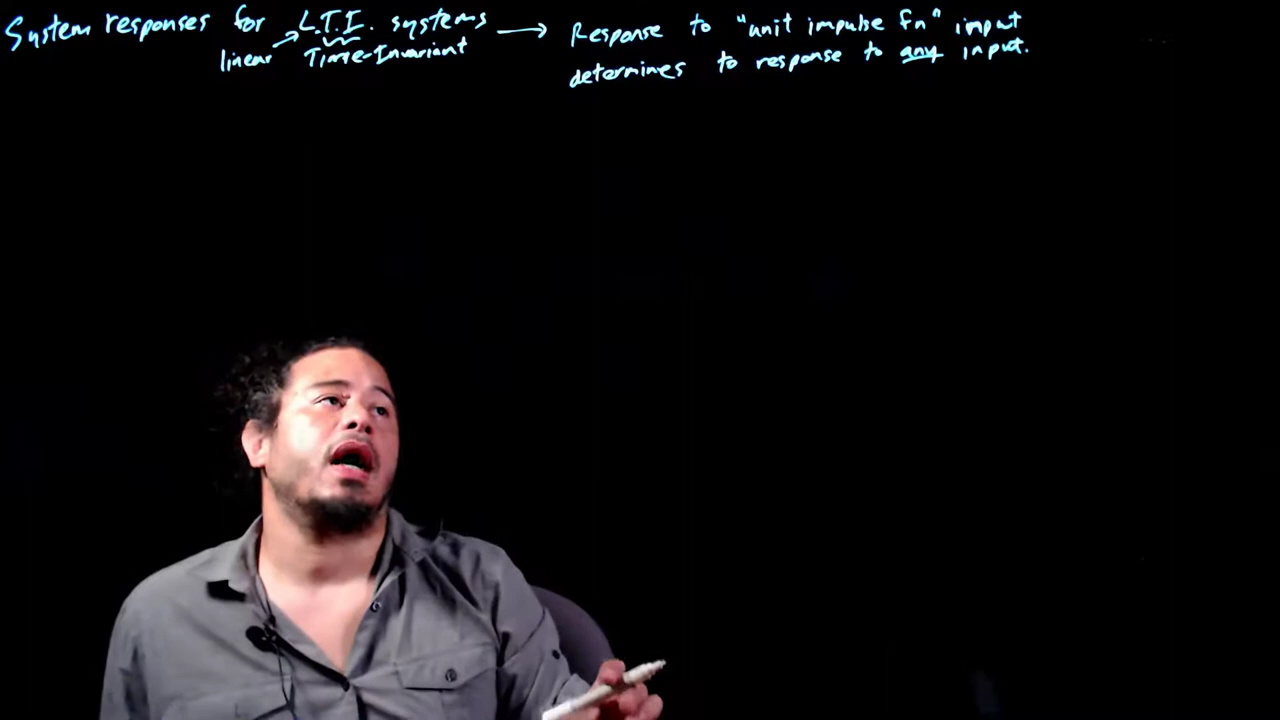 System responses for L.T.I. systems → Response to "unit impulse fn" input
linear Time-Invariant
determines to response to any input.